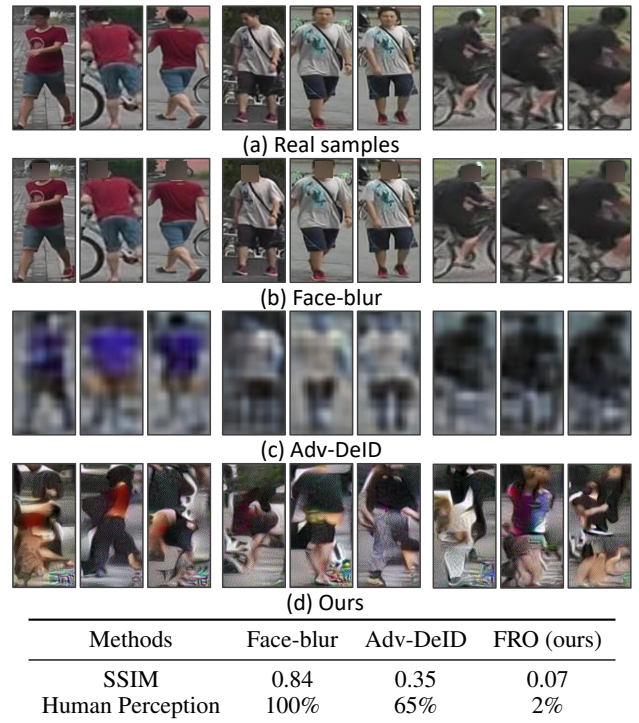 (a) Real samples
(b) Face-blur
(c) Adv-DeID
(d) Ours
Methods Face-blur Adv-DeID FRO (ours)
SSIM 0.84 0.35 0.07
Human Perception 100% 65% 2%